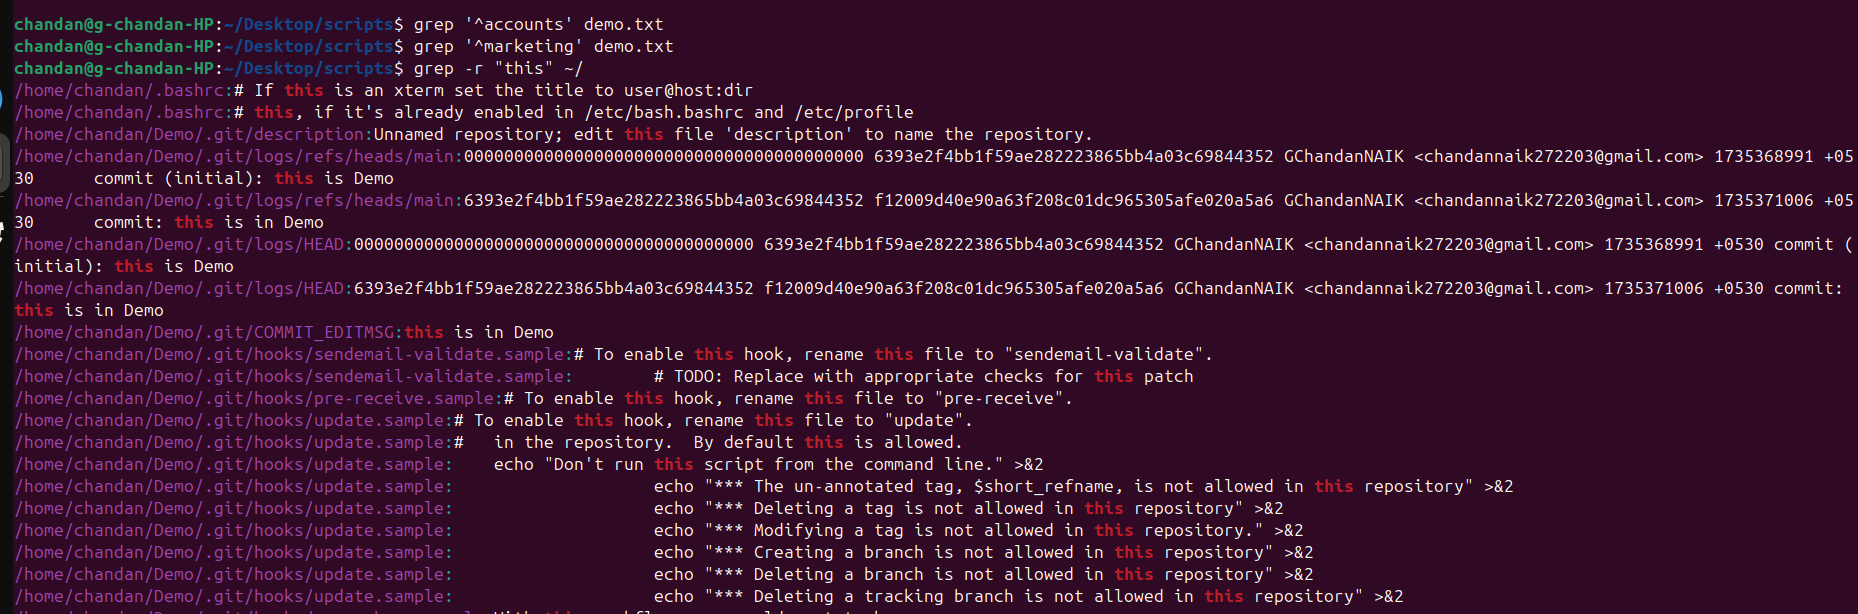 chandan@g-chandan-HP:~/Desktop/scripts$ grep '^accounts' demo.txt
chandan@g-chandan-HP:~/Desktop/scripts$ grep '^marketing' demo.txt
chandan@g-chandan-HP:~/Desktop/scripts$ grep -r "this" ~/
/home/chandan/.bashrc:# If this is an xterm set the title to user@host:dir
/home/chandan/.bashrc:# this, if it's already enabled in /etc/bash.bashrc and /etc/profile
/home/chandan/Demo/.git/description:Unnamed repository; edit this file 'description' to name the repository.
/home/chandan/Demo/.git/logs/refs/heads/main:0000000000000000000000000000000000000000 6393e2f4bb1f59ae282223865bb4a03c69844352 GChandanNAIK <chandannaik272203@gmail.com> 1735368991 +05
30      commit (initial): this is Demo
/home/chandan/Demo/.git/logs/refs/heads/main:6393e2f4bb1f59ae282223865bb4a03c69844352 f12009d40e90a63f208c01dc965305afe020a5a6 GChandanNAIK <chandannaik272203@gmail.com> 1735371006 +05
30      commit: this is in Demo
/home/chandan/Demo/.git/logs/HEAD:0000000000000000000000000000000000000000 6393e2f4bb1f59ae282223865bb4a03c69844352 GChandanNAIK <chandannaik272203@gmail.com> 1735368991 +0530 commit (
initial): this is Demo
/home/chandan/Demo/.git/logs/HEAD:6393e2f4bb1f59ae282223865bb4a03c69844352 f12009d40e90a63f208c01dc965305afe020a5a6 GChandanNAIK <chandannaik272203@gmail.com> 1735371006 +0530 commit:
this is in Demo
/home/chandan/Demo/.git/COMMIT_EDITMSG:this is in Demo
/home/chandan/Demo/.git/hooks/sendemail-validate.sample:# To enable this hook, rename this file to "sendemail-validate".
/home/chandan/Demo/.git/hooks/sendemail-validate.sample:        # TODO: Replace with appropriate checks for this patch
/home/chandan/Demo/.git/hooks/pre-receive.sample:# To enable this hook, rename this file to "pre-receive".
/home/chandan/Demo/.git/hooks/update.sample:# To enable this hook, rename this file to "update".
/home/chandan/Demo/.git/hooks/update.sample:#   in the repository.  By default this is allowed.
/home/chandan/Demo/.git/hooks/update.sample:    echo "Don't run this script from the command line." >&2
/home/chandan/Demo/.git/hooks/update.sample:                    echo "*** The un-annotated tag, $short_refname, is not allowed in this repository" >&2
/home/chandan/Demo/.git/hooks/update.sample:                    echo "*** Deleting a tag is not allowed in this repository" >&2
/home/chandan/Demo/.git/hooks/update.sample:                    echo "*** Modifying a tag is not allowed in this repository." >&2
/home/chandan/Demo/.git/hooks/update.sample:                    echo "*** Creating a branch is not allowed in this repository" >&2
/home/chandan/Demo/.git/hooks/update.sample:                    echo "*** Deleting a branch is not allowed in this repository" >&2
/home/chandan/Demo/.git/hooks/update.sample:                    echo "*** Deleting a tracking branch is not allowed in this repository" >&2